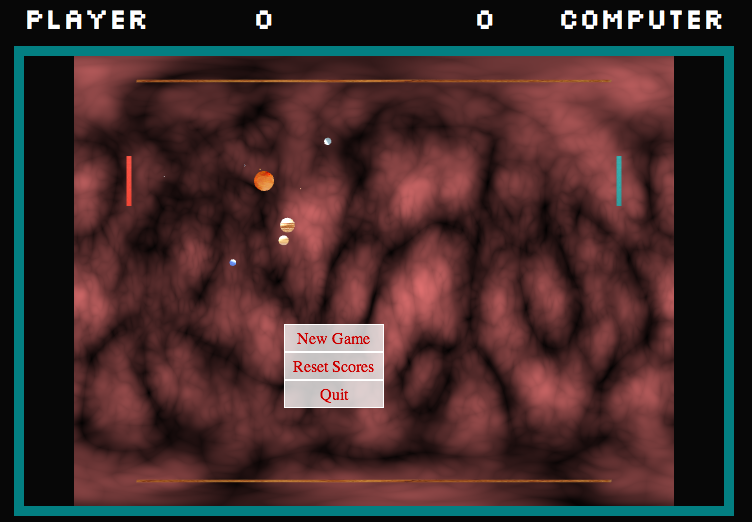 PLAYER 0 0 COMPUTER
New Game
Reset Scores
Quit